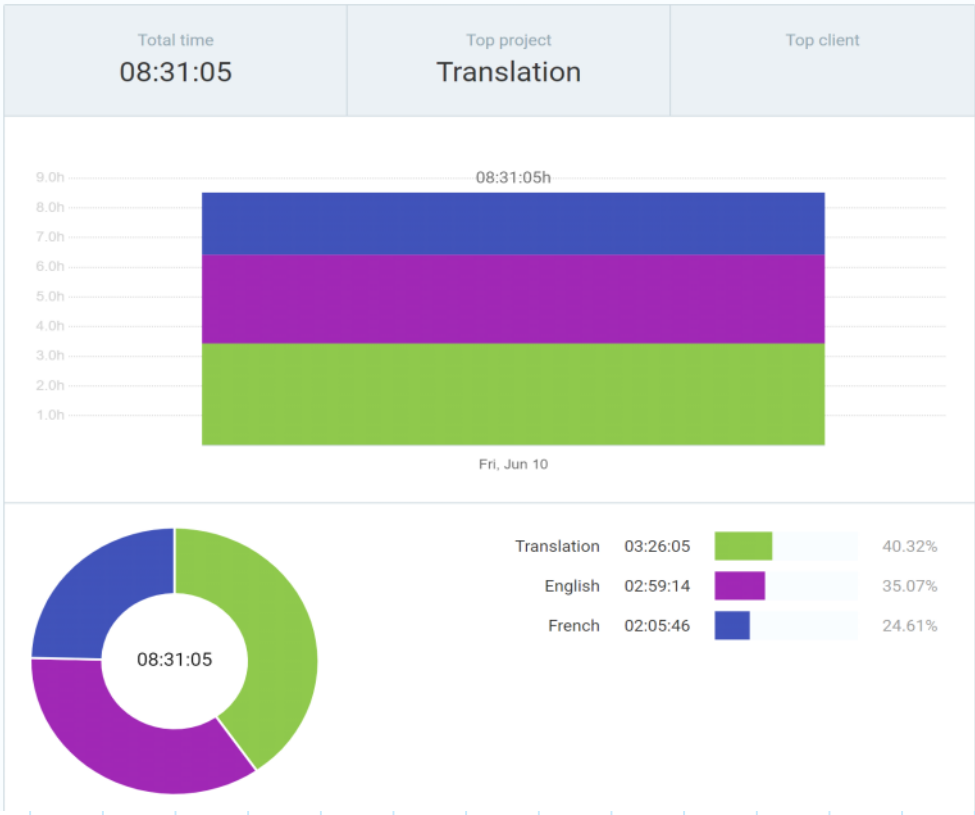 Total time Top project Top client
08:31:05 Translation
08:31:05h
9.0h
8.0h
7.0h
6.0h
5.0h
4.0h
3.0h
2.0h
1.0h
Fri, Jun 10
Translation 03:26:05 40.32%
English 02:59:14 35.07%
French 02:05:46 24.61%
08:31:05